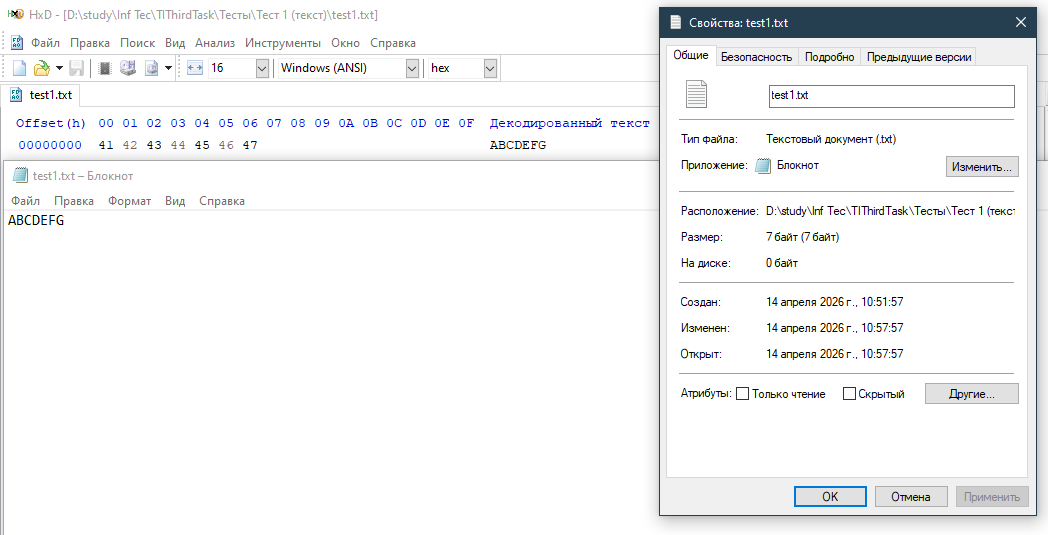 HxD - [D:\study\Inf Tec\TIThirdTask\Тесты\Тест 1 (текст)\test1.txt]
Файл Правка Поиск Вид Анализ Инструменты Окно Справка
16 Windows (ANSI) hex
test1.txt
Offset(h) 00 01 02 03 04 05 06 07 08 09 0A 0B 0C 0D 0E 0F Декодированный текст
00000000 41 42 43 44 45 46 47 ABCDEFG
test1.txt – Блокнот
Файл Правка Формат Вид Справка
ABCDEFG
Свойства: test1.txt
Общие Безопасность Подробно Предыдущие версии
test1.txt
Тип файла: Текстовый документ (.txt)
Приложение: Блокнот Изменить...
Расположение: D:\study\Inf Tec\TIThirdTask\Тесты\Тест 1 (текс
Размер: 7 байт (7 байт)
На диске: 0 байт
Создан: 14 апреля 2026 г., 10:51:57
Изменен: 14 апреля 2026 г., 10:57:57
Открыт: 14 апреля 2026 г., 10:57:57
Атрибуты: Только чтение Скрытый Другие...
OK Отмена Применить